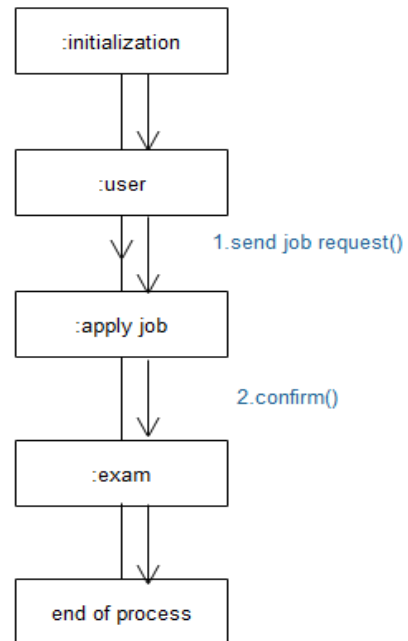 :initialization
:user
1.send job request()
:apply job
2.confirm()
:exam
end of process